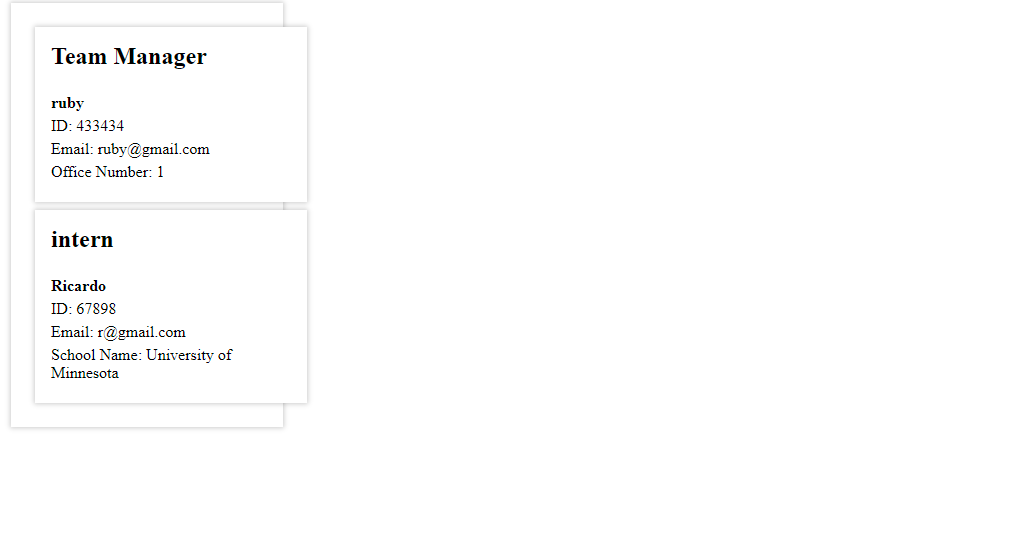 Team Manager
ruby
ID: 433434
Email: ruby@gmail.com
Office Number: 1
intern
Ricardo
ID: 67898
Email: r@gmail.com
School Name: University of
Minnesota